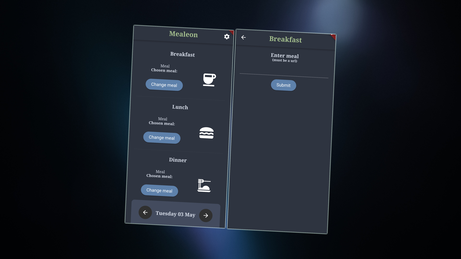 Mealeon
Breakfast
Meal
Chosen meal:
Change meal
Lunch
Meal
Chosen meal:
Change meal
Dinner
Meal
Chosen meal:
Change meal
Tuesday 03 May
Breakfast
Enter meal
Submit